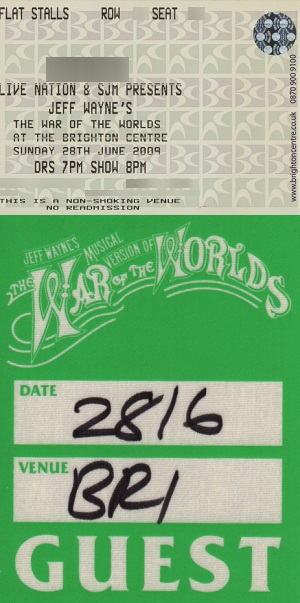 FLAT STALLS ROW SEAT
LIVE NATION & SJM PRESENTS
JEFF WAYNE'S
THE WAR OF THE WORLDS
AT THE BRIGHTON CENTRE
SUNDAY 28TH JUNE 2009
DRS 7PM SHOW 8PM
THIS IS A NON-SMOKING VENUE
NO READMISSION
www.brightoncentre.co.uk 0870 900 9100
JEFF WAYNE'S MUSICAL VERSION OF
THE WAR OF THE WORLDS
DATE 28/6
VENUE BRI
GUEST